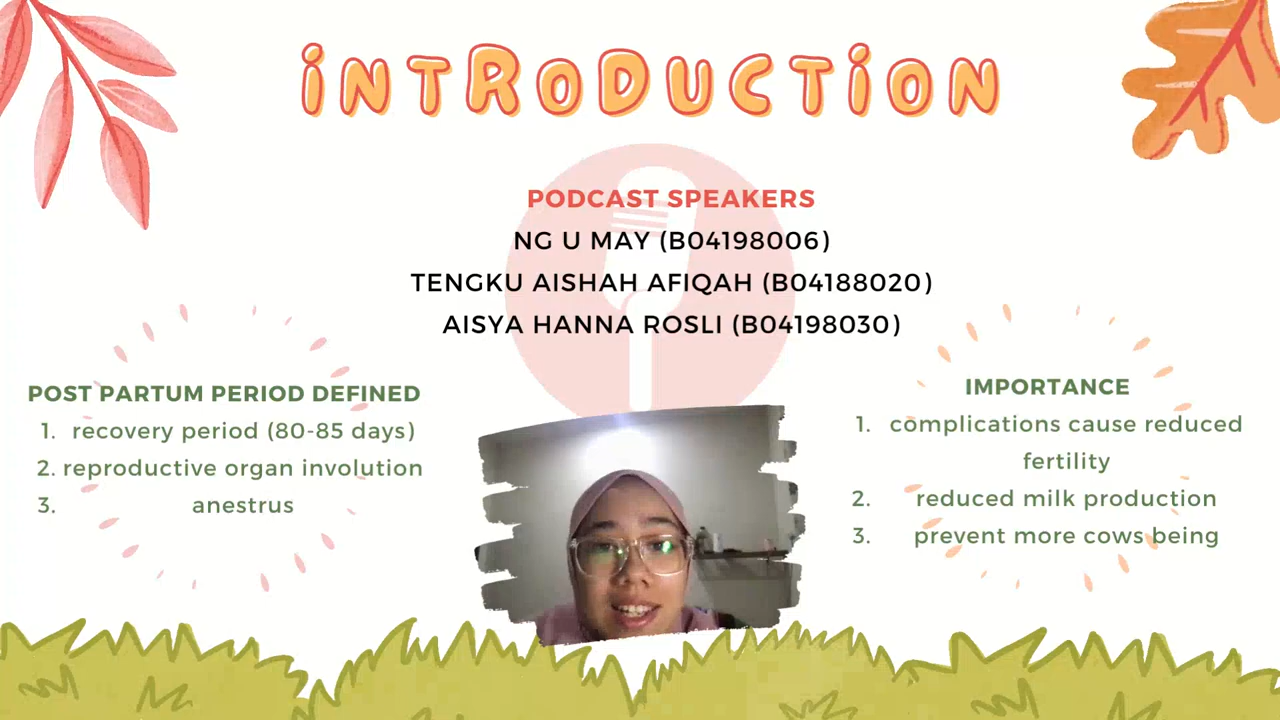 INTRODUCTION
PODCAST SPEAKERS
NG U MAY (B04198006)
TENGKU AISHAH AFIQAH (B04188020)
AISYA HANNA ROSLI (B04198030)
POST PARTUM PERIOD DEFINED
1. recovery period (80-85 days)
2. reproductive organ involution
3. anestrus
IMPORTANCE
1. complications cause reduced
fertility
2. reduced milk production
3. prevent more cows being